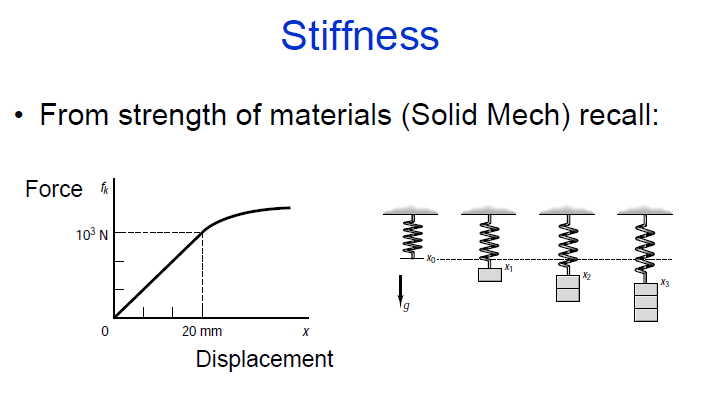 Stiffness
• From strength of materials (Solid Mech) recall:
Force fk
10³ N
0
20 mm
x
Displacement
x0
x1
x2
x3
g